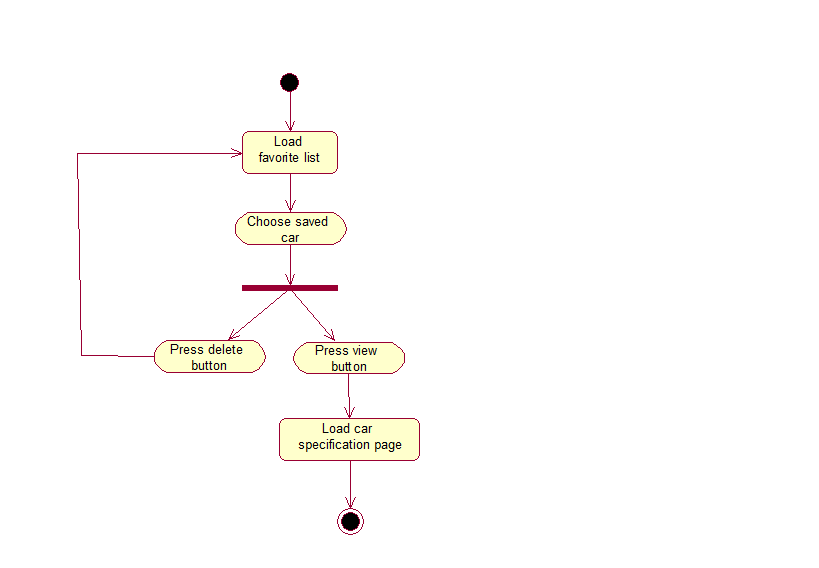 Load
favorite list
Choose saved
car
Press delete
button
Press view
button
Load car
specification page